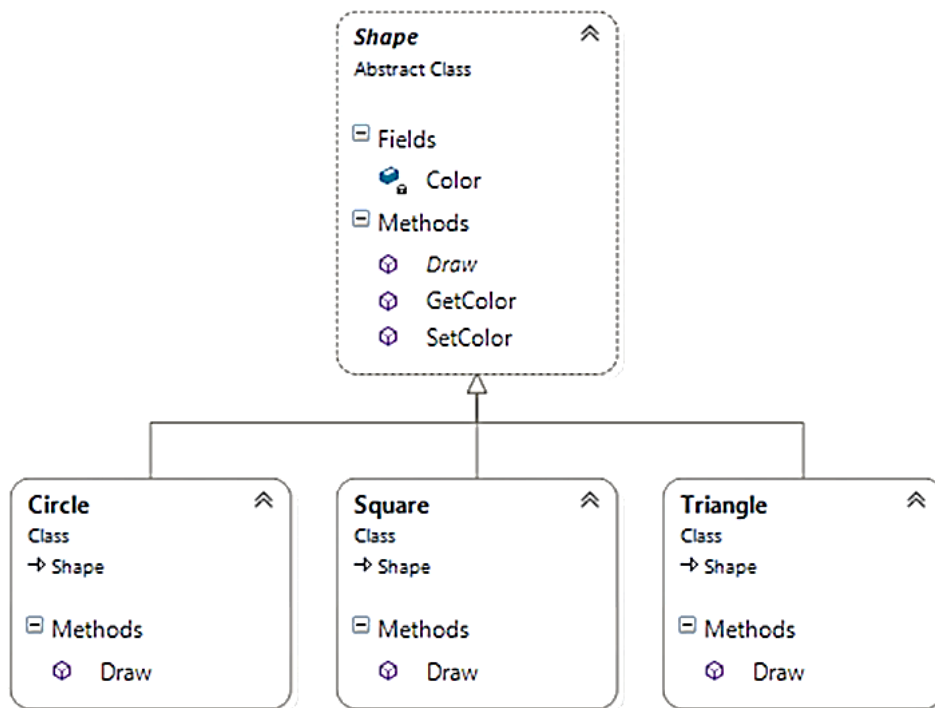 Shape
Abstract Class
Fields
Color
Methods
Draw
GetColor
SetColor
Circle
Class
Shape
Methods
Draw
Square
Class
Shape
Methods
Draw
Triangle
Class
Shape
Methods
Draw